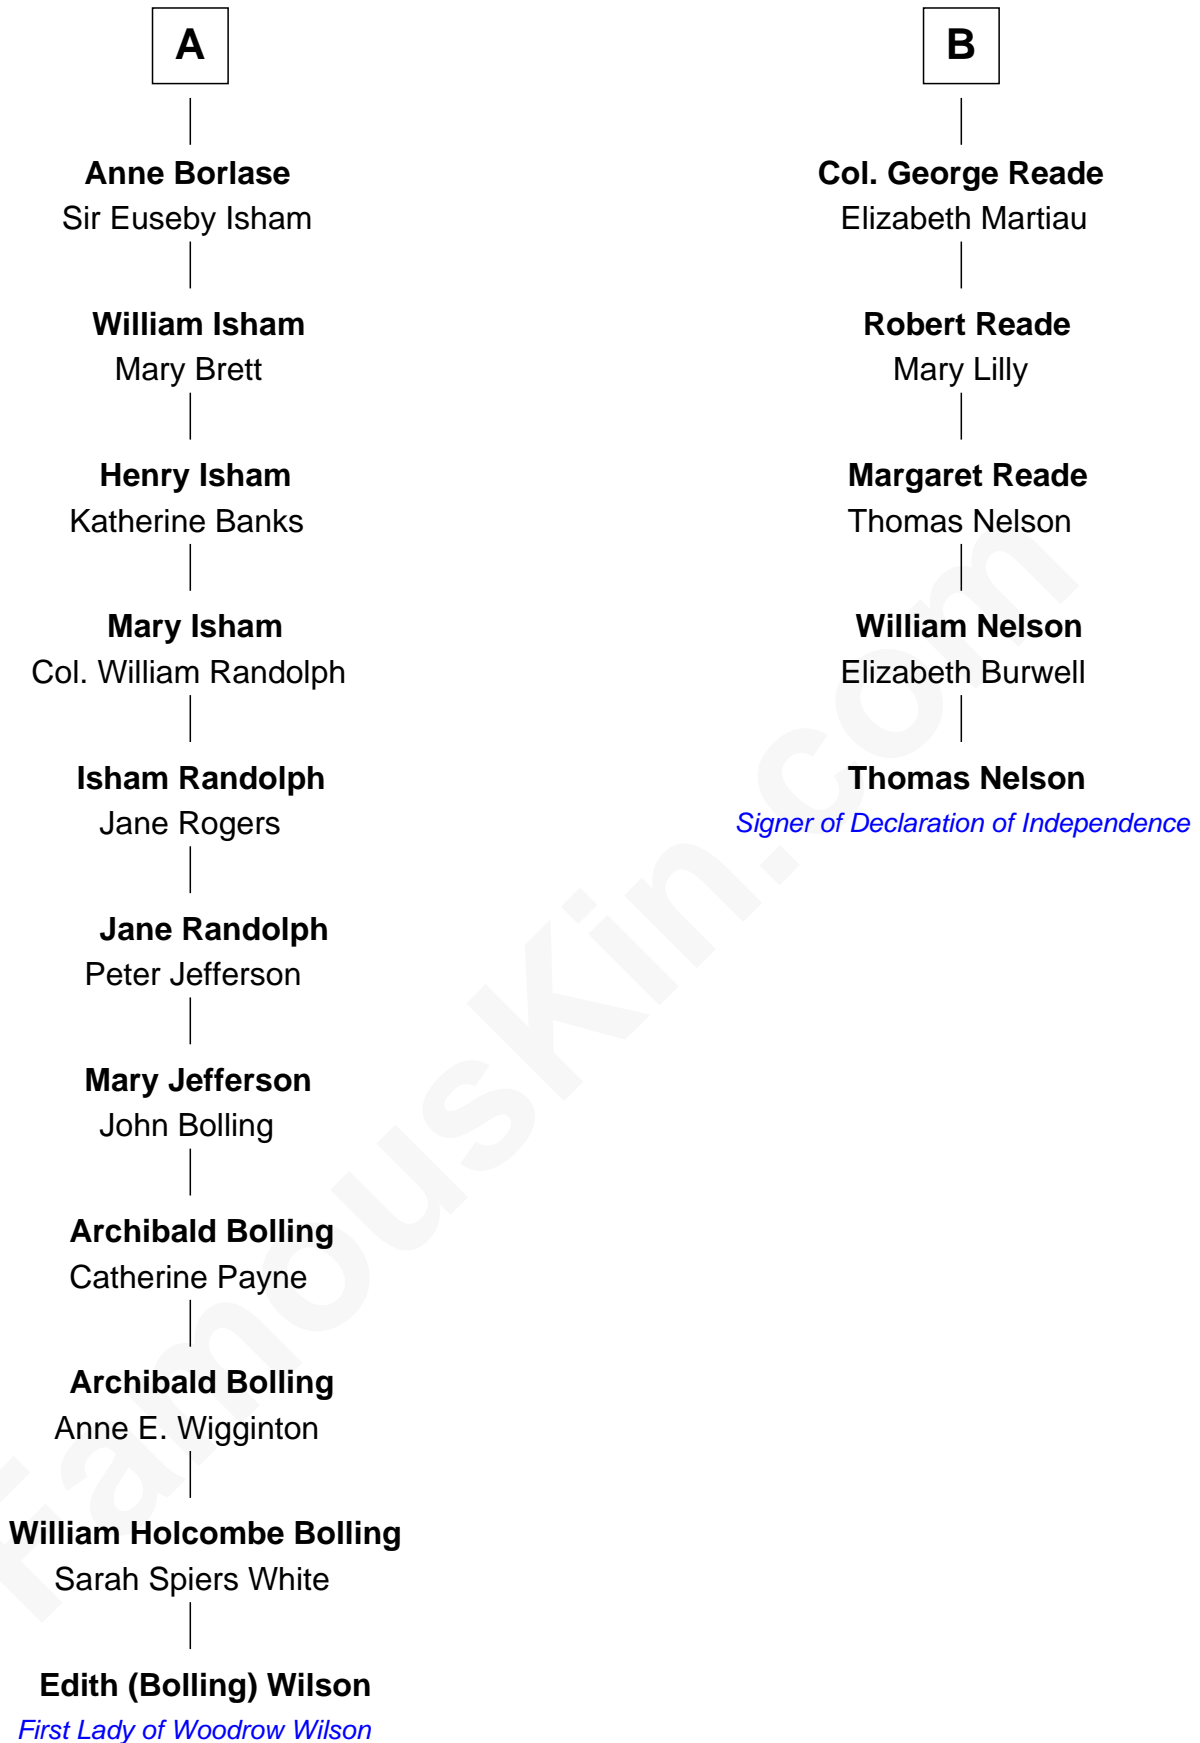 A
Anne Borlase
Sir Euseby Isham
William Isham
Mary Brett
Henry Isham
Katherine Banks
Mary Isham
Col. William Randolph
Isham Randolph
Jane Rogers
Jane Randolph
Peter Jefferson
Mary Jefferson
John Bolling
Archibald Bolling
Catherine Payne
Archibald Bolling
Anne E. Wigginton
William Holcombe Bolling
Sarah Spiers White
Edith (Bolling) Wilson
First Lady of Woodrow Wilson
B
Col. George Reade
Elizabeth Martiau
Robert Reade
Mary Lilly
Margaret Reade
Thomas Nelson
William Nelson
Elizabeth Burwell
Thomas Nelson
Signer of Declaration of Independence
FamousKin.com